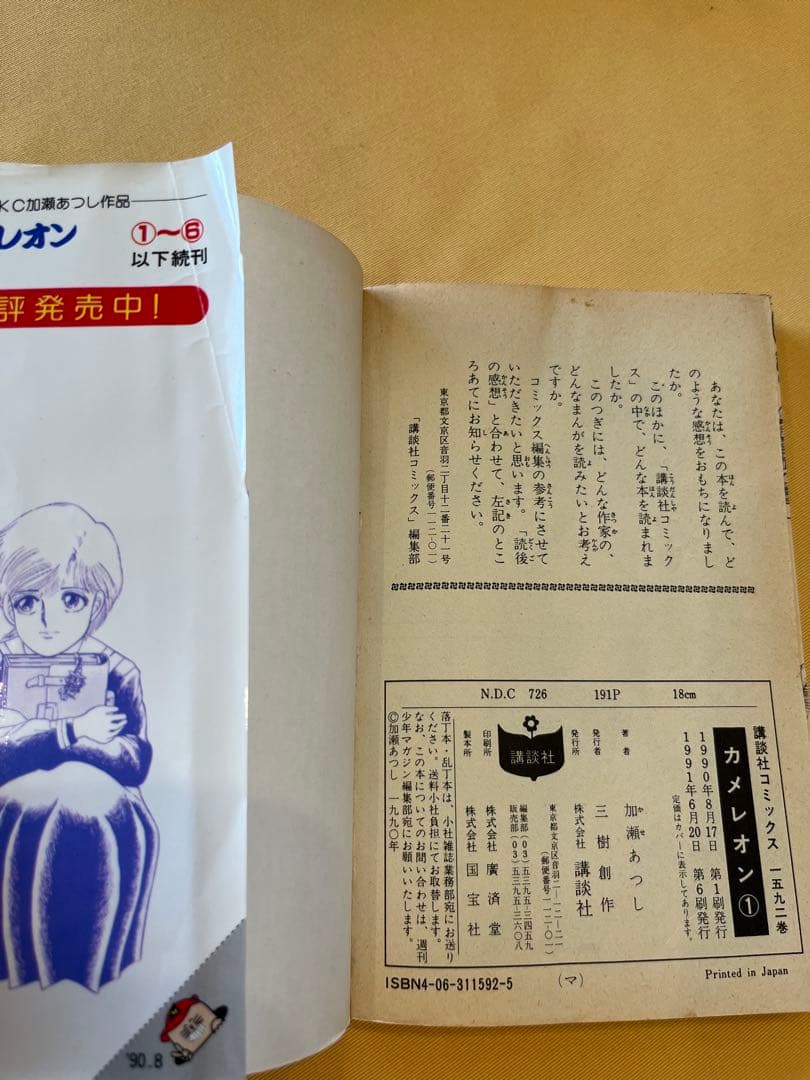 KC加瀬あつし作品
レオン
①〜⑥
以下続刊
評発売中!
'90.8
あなたは、この本を読んで、ど
のような感想をおもちになりまし
たか。
このほかに、「講談社コミック
ス」の中で、どんな本を読まれま
したか。
このつぎには、どんな作家の、
どんなまんがを読みたいとお考え
ですか。
コミックス編集の参考にさせて
いただきたいと思います。「読後
の感想」と合わせて、左記のとこ
ろあてにお知らせください。
東京都文京区音羽二丁目十二番二十一号
(郵便番号一一二-〇一)
「講談社コミックス」編集部
N.D.C 726 191P 18cm
講談社コミックス 一五九二巻
カメレオン①
1990年8月17日 第1刷発行
1991年6月20日 第6刷発行
定価はカバーに表示してあります。
著者 加瀬あつし
発行者 三樹創作
発行所 株式会社 講談社
東京都文京区音羽二-一二-二一
(郵便番号一一二-〇一)
編集部(03)五三九五-三四五九
販売部(03)五三九五-三六〇八
講談社
印刷所 株式会社 廣済堂
製本所 株式会社 国宝社
落丁本・乱丁本は、小社雑誌業務部宛にお送り
ください。送料小社負担にてお取替します。
なお、この本についてのお問い合わせは、週刊
少年マガジン編集部宛にお願いいたします。
©加瀬あつし 一九九〇年
ISBN4-06-311592-5
(マ)
Printed in Japan